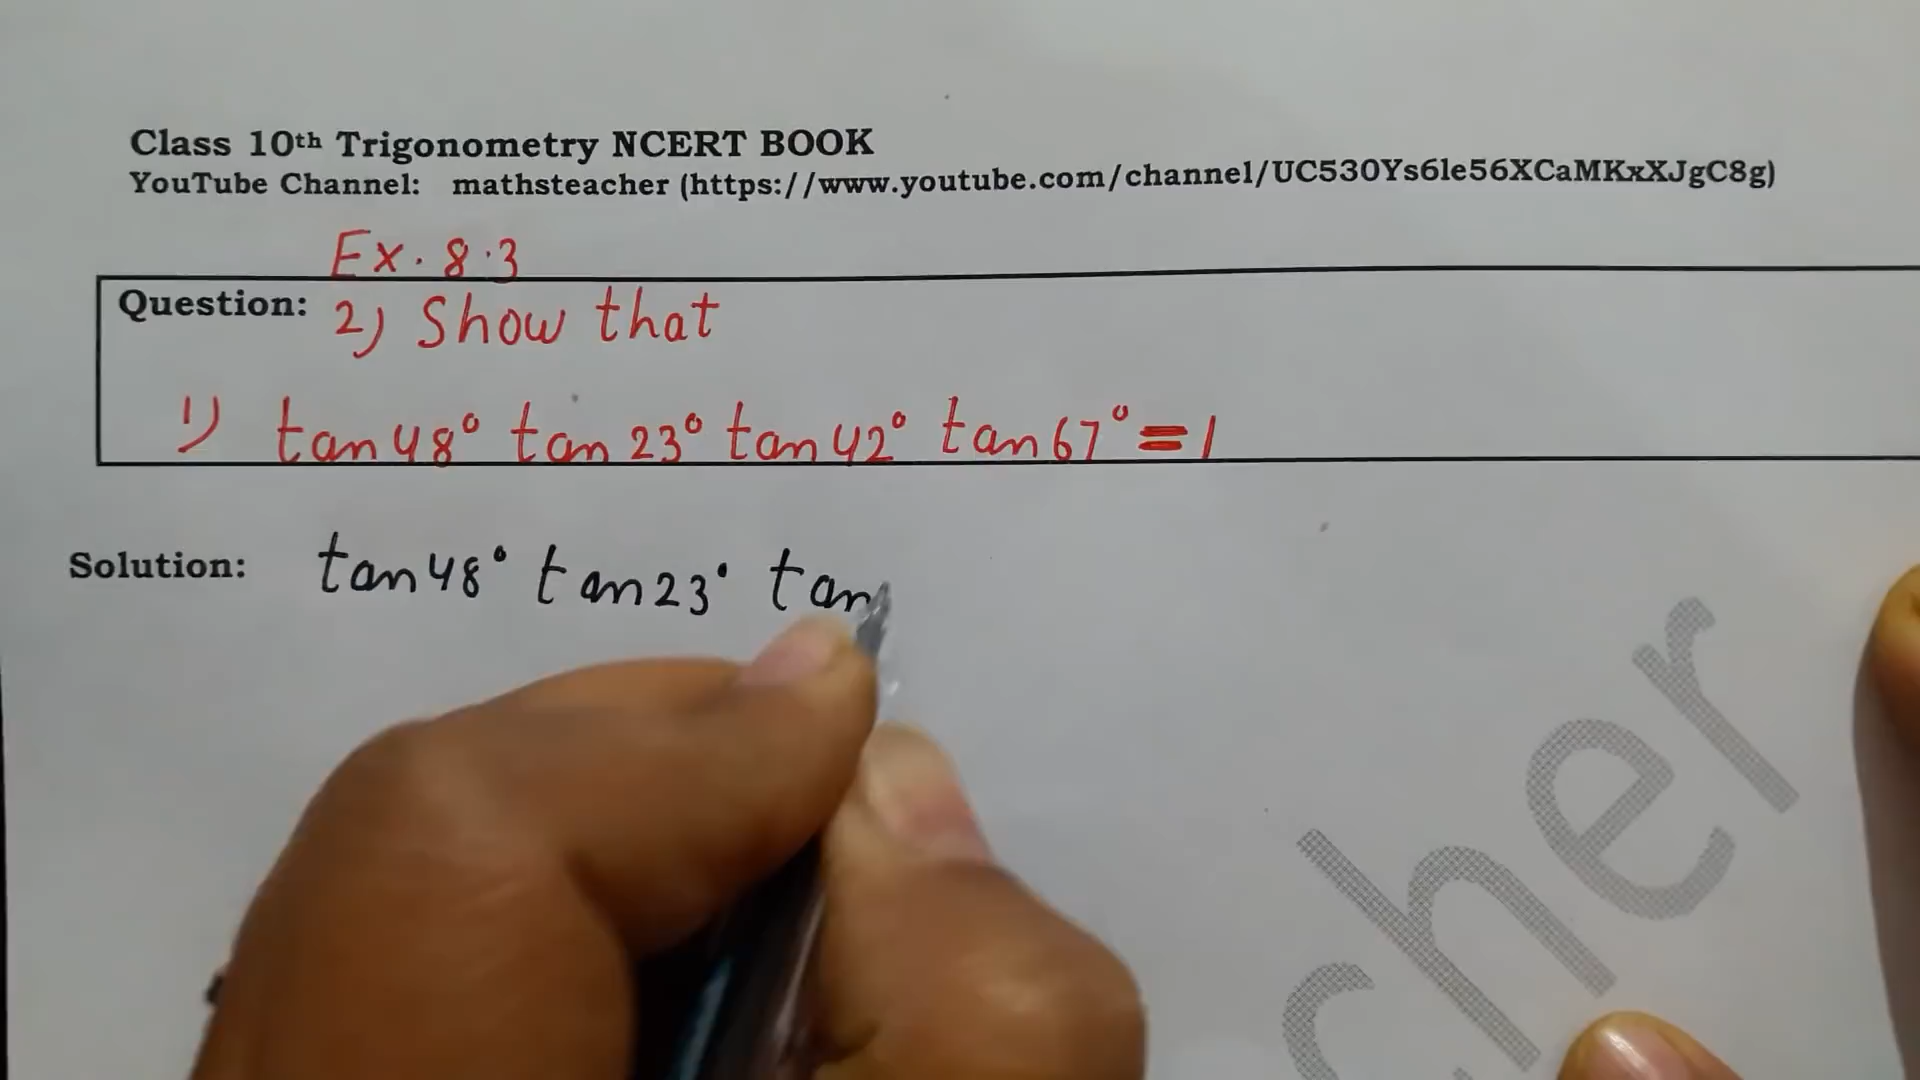 Class 10th Trigonometry NCERT BOOK
YouTube Channel: mathsteacher (https://www.youtube.com/channel/UC530Ys6le56XCaMKxXJgC8g)
Ex. 8.3
Question: 2) Show that
1) tan 48° tan 23° tan 42° tan 67° = 1
Solution: tan 48° tan 23° tan
cher